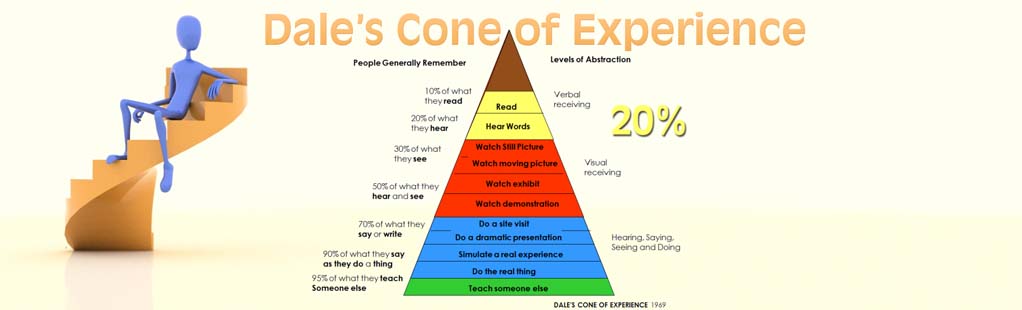 Dale's Cone of Experience
People Generally Remember
Levels of Abstraction
10% of what
they read
20% of what
they hear
30% of what
they see
50% of what they
hear and see
70% of what they
say or write
90% of what they say
as they do a thing
95% of what they teach
Someone else
Read
Hear Words
Watch Still Picture
Watch moving picture
Watch exhibit
Watch demonstration
Do a site visit
Do a dramatic presentation
Simulate a real experience
Do the real thing
Teach someone else
Verbal
receiving
20%
Visual
receiving
Hearing, Saying,
Seeing and Doing
DALE'S CONE OF EXPERIENCE 1969